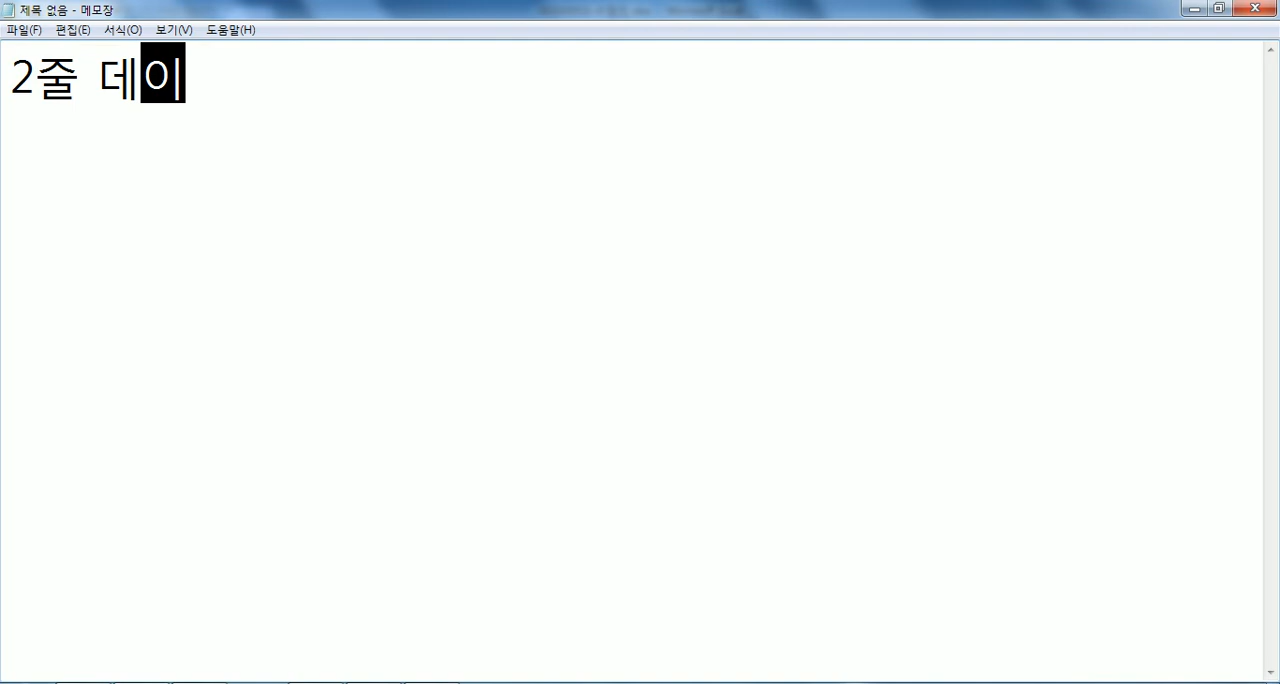 제목 없음 - 메모장
파일(F) 편집(E) 서식(O) 보기(V) 도움말(H)
2줄 데이